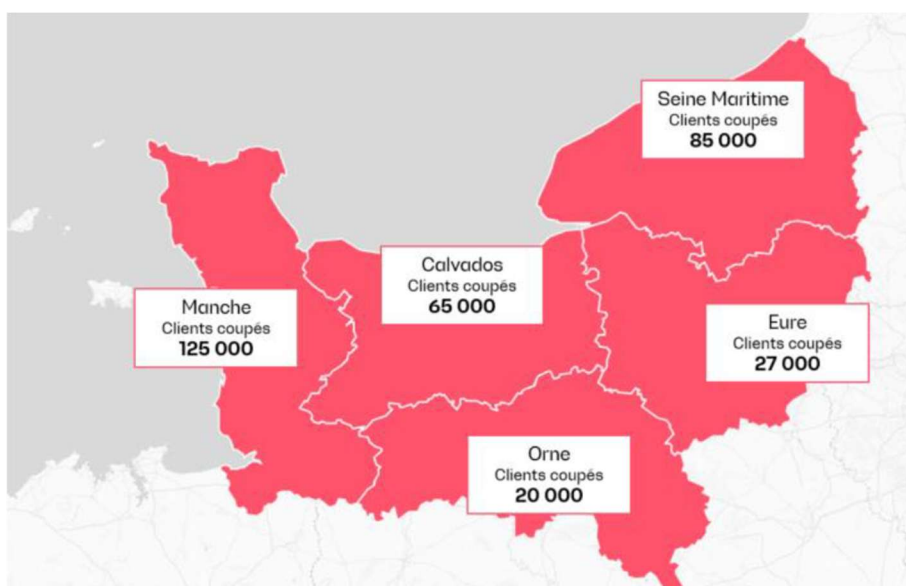 Seine Maritime
Clients coupés
85 000
Calvados
Clients coupés
65 000
Manche
Clients coupés
125 000
Eure
Clients coupés
27 000
Orne
Clients coupés
20 000